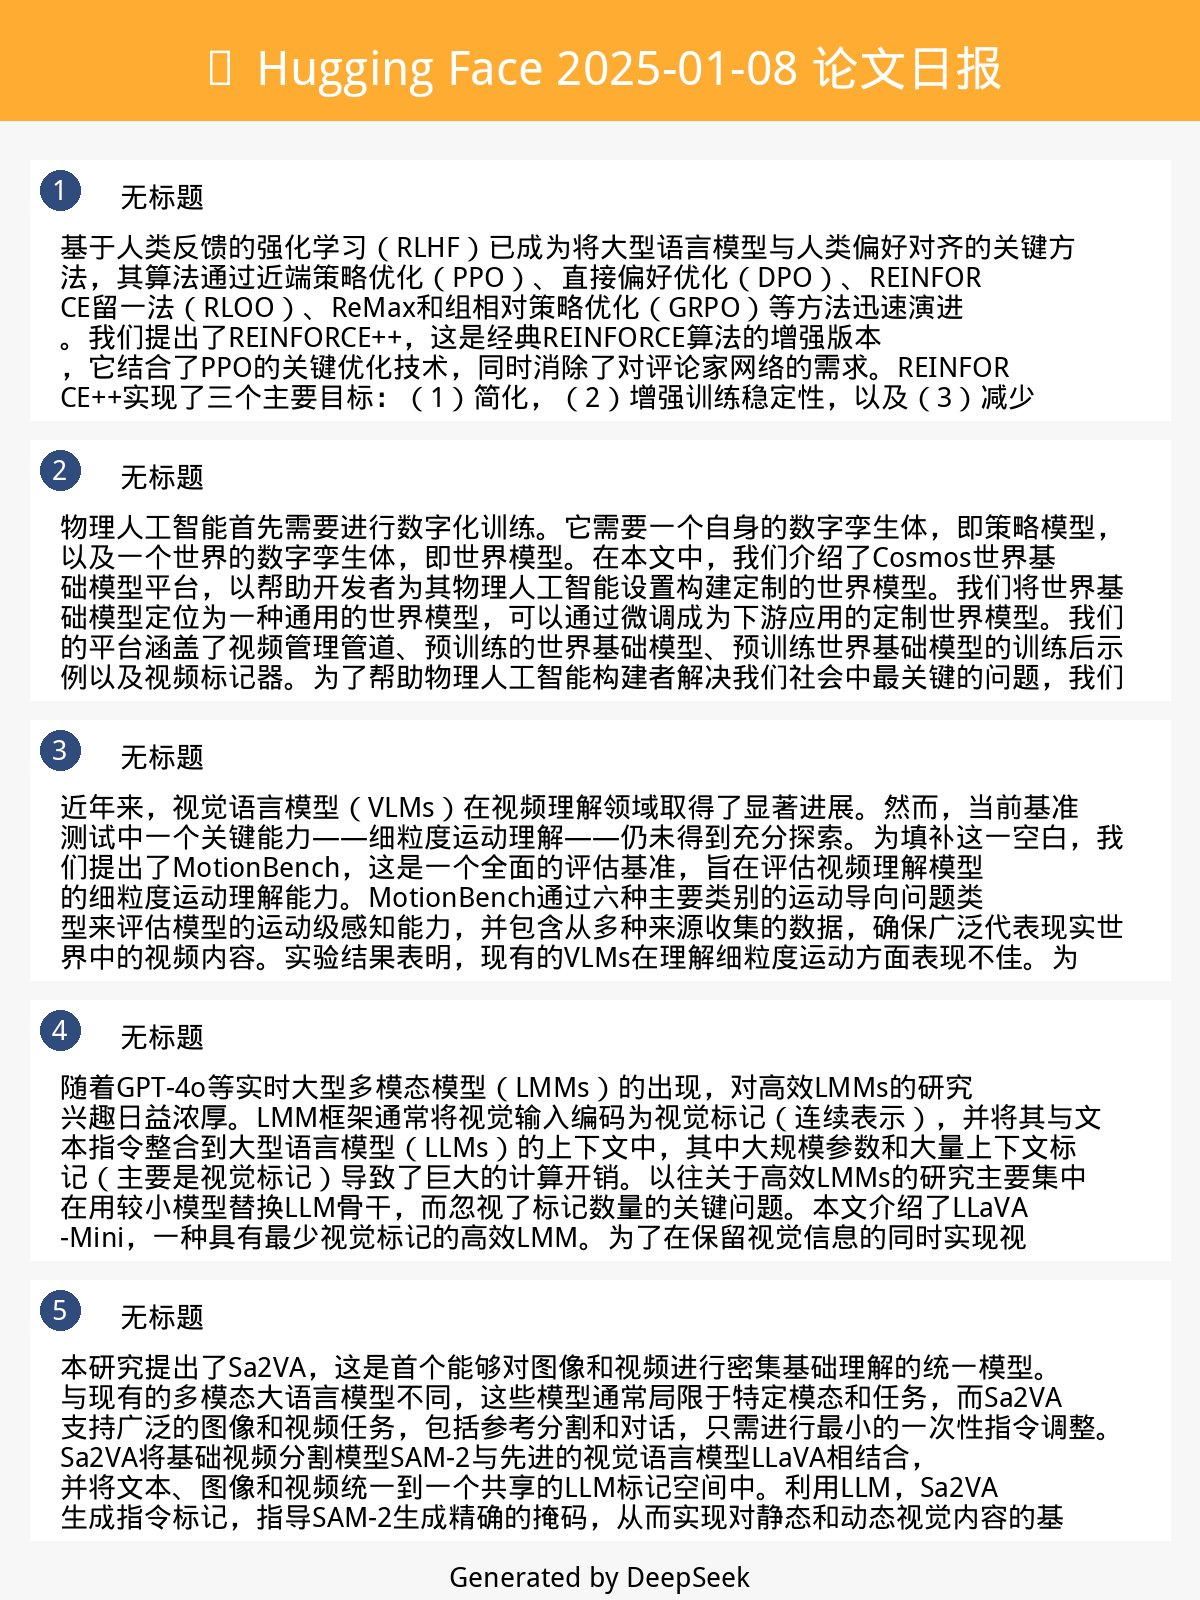 Hugging Face 2025-01-08 论文日报
1 无标题
基于人类反馈的强化学习（RLHF）已成为将大型语言模型与人类偏好对齐的关键方
法，其算法通过近端策略优化（PPO）、直接偏好优化（DPO）、REINFOR
CE留一法（RLOO）、ReMax和组相对策略优化（GRPO）等方法迅速演进
。我们提出了REINFORCE++，这是经典REINFORCE算法的增强版本
，它结合了PPO的关键优化技术，同时消除了对评论家网络的需求。REINFOR
CE++实现了三个主要目标：（1）简化，（2）增强训练稳定性，以及（3）减少
2 无标题
物理人工智能首先需要进行数字化训练。它需要一个自身的数字孪生体，即策略模型，
以及一个世界的数字孪生体，即世界模型。在本文中，我们介绍了Cosmos世界基
础模型平台，以帮助开发者为其物理人工智能设置构建定制的世界模型。我们将世界基
础模型定位为一种通用的世界模型，可以通过微调成为下游应用的定制世界模型。我们
的平台涵盖了视频管理管道、预训练的世界基础模型、预训练世界基础模型的训练后示
例以及视频标记器。为了帮助物理人工智能构建者解决我们社会中最关键的问题，我们
3 无标题
近年来，视觉语言模型（VLMs）在视频理解领域取得了显著进展。然而，当前基准
测试中一个关键能力——细粒度运动理解——仍未得到充分探索。为填补这一空白，我
们提出了MotionBench，这是一个全面的评估基准，旨在评估视频理解模型
的细粒度运动理解能力。MotionBench通过六种主要类别的运动导向问题类
型来评估模型的运动级感知能力，并包含从多种来源收集的数据，确保广泛代表现实世
界中的视频内容。实验结果表明，现有的VLMs在理解细粒度运动方面表现不佳。为
4 无标题
随着GPT-4o等实时大型多模态模型（LMMs）的出现，对高效LMMs的研究
兴趣日益浓厚。LMM框架通常将视觉输入编码为视觉标记（连续表示），并将其与文
本指令整合到大型语言模型（LLMs）的上下文中，其中大规模参数和大量上下文标
记（主要是视觉标记）导致了巨大的计算开销。以往关于高效LMMs的研究主要集中
在用较小模型替换LLM骨干，而忽视了标记数量的关键问题。本文介绍了LLaVA
-Mini，一种具有最少视觉标记的高效LMM。为了在保留视觉信息的同时实现视
5 无标题
本研究提出了Sa2VA，这是首个能够对图像和视频进行密集基础理解的统一模型。
与现有的多模态大语言模型不同，这些模型通常局限于特定模态和任务，而Sa2VA
支持广泛的图像和视频任务，包括参考分割和对话，只需进行最小的一次性指令调整。
Sa2VA将基础视频分割模型SAM-2与先进的视觉语言模型LLaVA相结合，
并将文本、图像和视频统一到一个共享的LLM标记空间中。利用LLM，Sa2VA
生成指令标记，指导SAM-2生成精确的掩码，从而实现对静态和动态视觉内容的基
Generated by DeepSeek